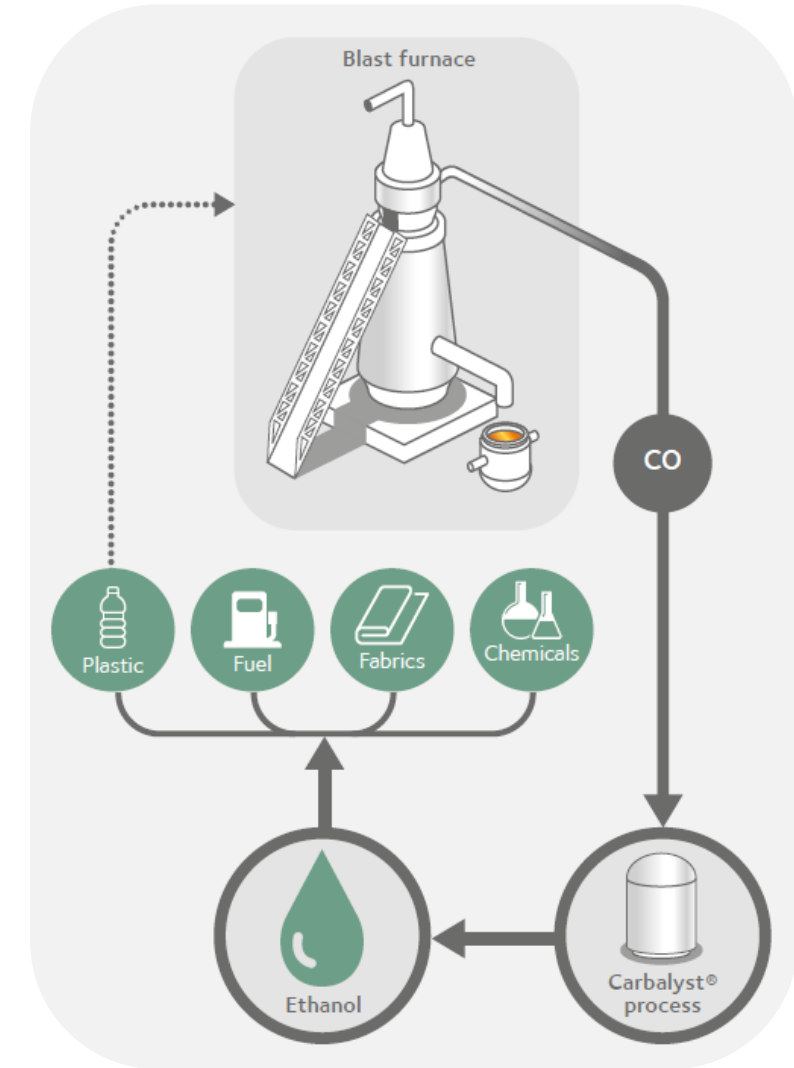 Blast furnace
CO
Plastic
Fuel
Fabrics
Chemicals
Ethanol
Carbalyst®
process